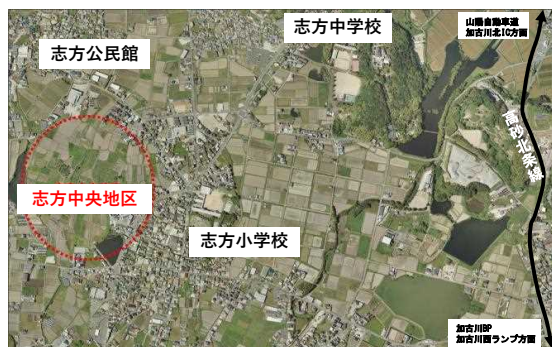 志方中学校
山陽自動車道
加古川北IC方面
志方公民館
高砂北条線
志方中央地区
志方小学校
加古川BP
加古川西ランプ方面